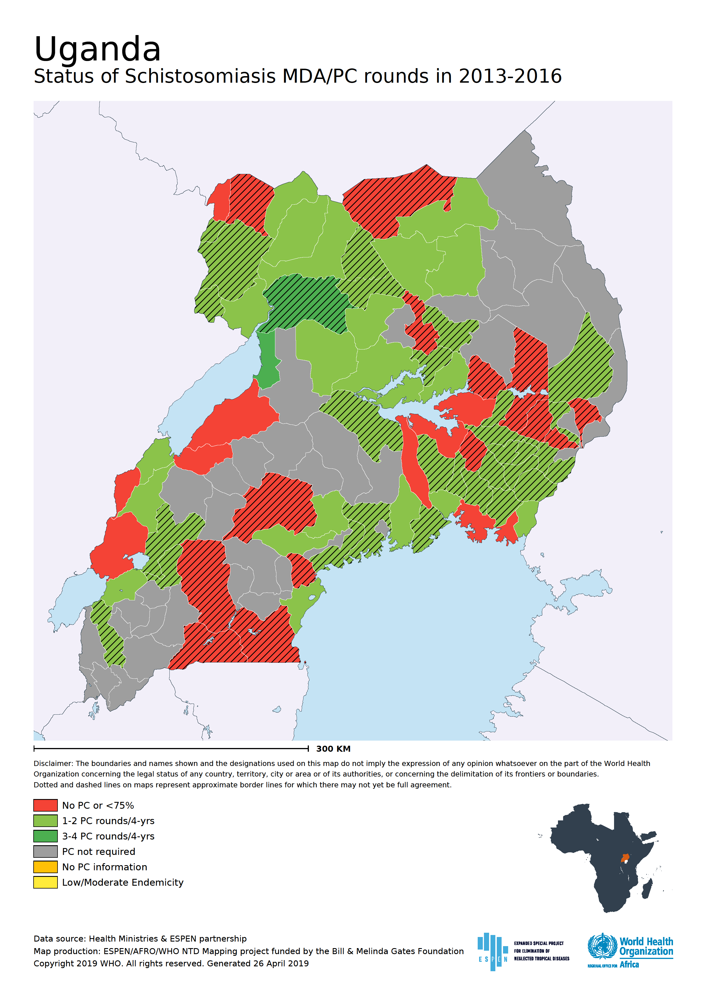 Uganda
Status of Schistosomiasis MDA/PC rounds in 2013-2016
300 KM
Disclaimer: The boundaries and names shown and the designations used on this map do not imply the expression of any opinion whatsoever on the part of the World Health
Organization concerning the legal status of any country, territory, city or area or of its authorities, or concerning the delimitation of its frontiers or boundaries.
Dotted and dashed lines on maps represent approximate border lines for which there may not yet be full agreement.
No PC or <75%
1-2 PC rounds/4-yrs
3-4 PC rounds/4-yrs
PC not required
No PC information
Low/Moderate Endemicity
Data source: Health Ministries & ESPEN partnership
Map production: ESPEN/AFRO/WHO NTD Mapping project funded by the Bill & Melinda Gates Foundation
Copyright 2019 WHO. All rights reserved. Generated 26 April 2019
ESPEN
EXPANDED SPECIAL PROJECT
FOR ELIMINATION OF
NEGLECTED TROPICAL DISEASES
World Health
Organization
REGIONAL OFFICE FOR Africa